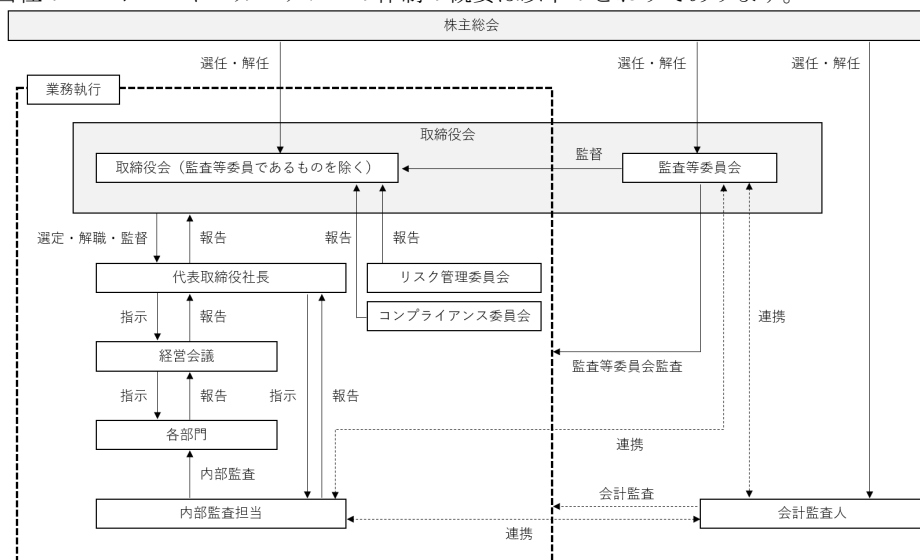 株主総会
選任・解任
選任・解任
選任・解任
業務執行
取締役会
取締役会（監査等委員であるものを除く）
監督
監査等委員会
選定・解職・監督
報告
報告
報告
代表取締役社長
リスク管理委員会
コンプライアンス委員会
指示
報告
連携
経営会議
監査等委員会監査
指示
報告
指示
報告
各部門
連携
内部監査
会計監査
内部監査担当
会計監査人
連携